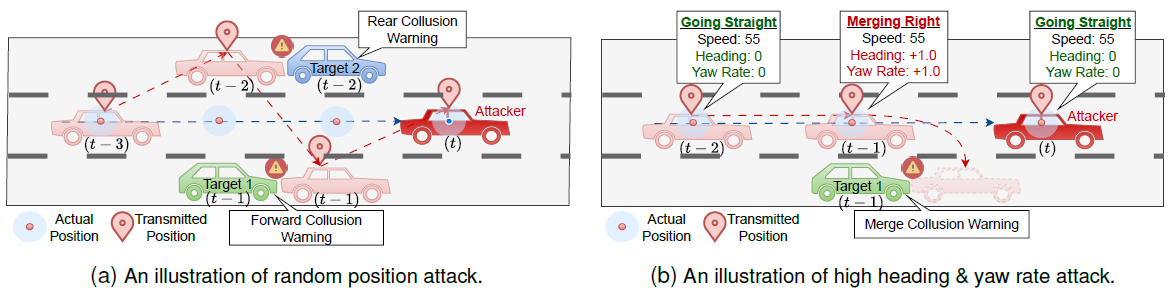 Rear Collusion
Warning
Target 2
(t − 2)
(t − 2)
Attacker
(t − 3)
(t)
Target 1
(t − 1)
(t − 1)
Actual
Position
Transmitted
Position
Forward Collusion
Warning
(a) An illustration of random position attack.
Going Straight
Speed: 55
Heading: 0
Yaw Rate: 0
Merging Right
Speed: 55
Heading: +1.0
Yaw Rate: +1.0
Going Straight
Speed: 55
Heading: 0
Yaw Rate: 0
Attacker
(t − 2)
(t − 1)
(t)
Target 1
(t − 1)
Actual
Position
Transmitted
Position
Merge Collusion Warning
(b) An illustration of high heading & yaw rate attack.